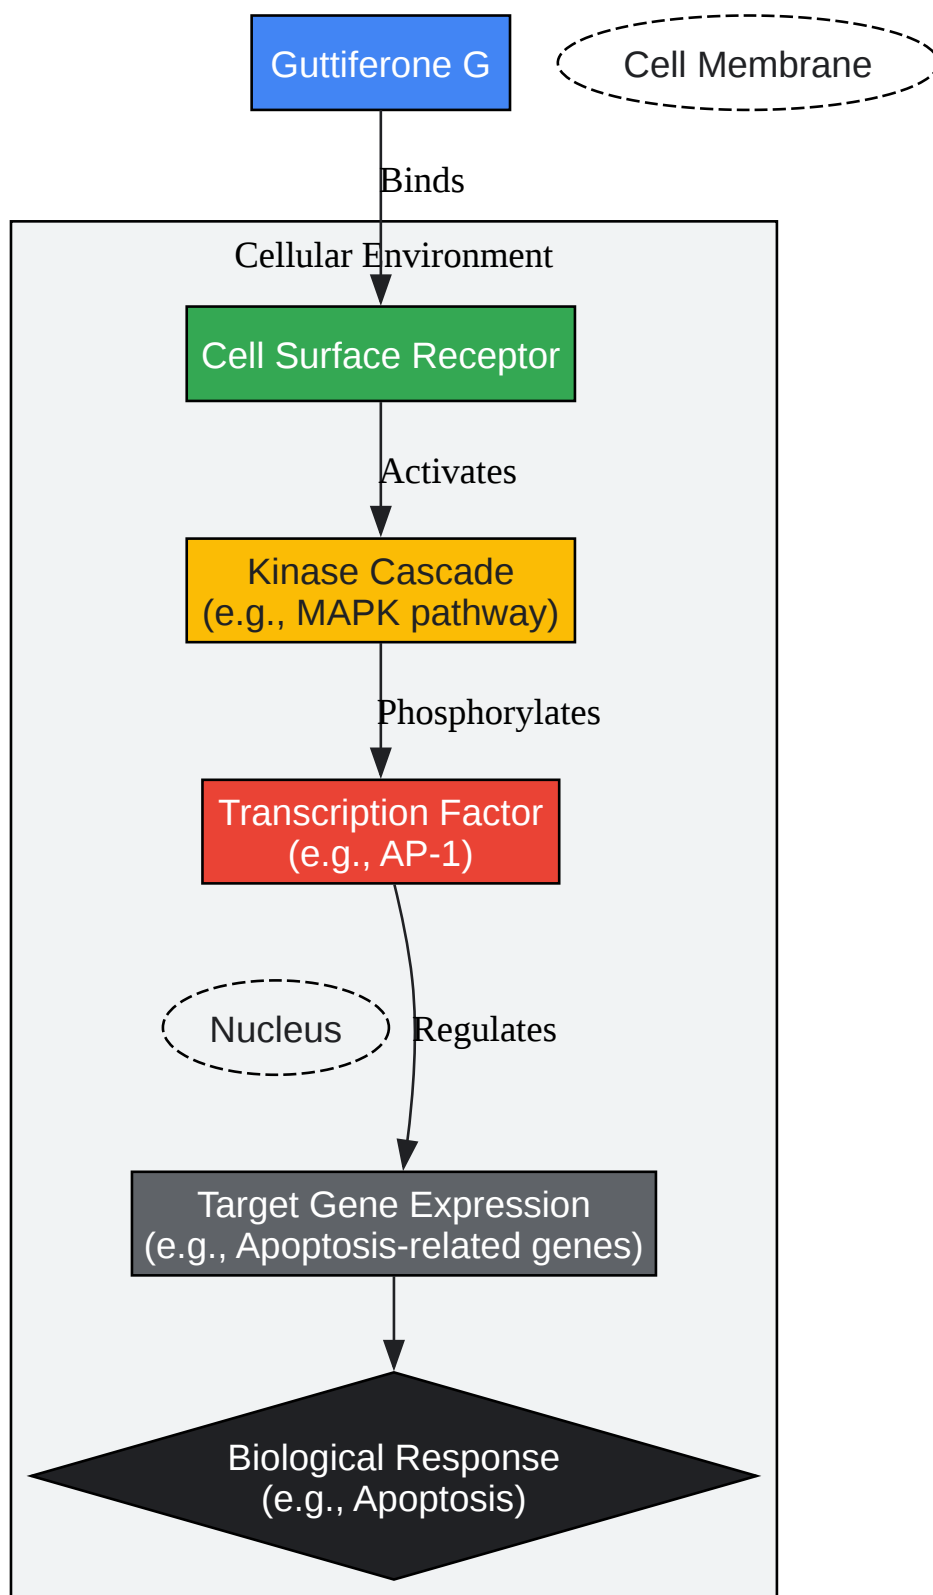 Guttiferone G
Cell Membrane
Binds
Cellular Environment
Cell Surface Receptor
Activates
Kinase Cascade
(e.g., MAPK pathway)
Phosphorylates
Transcription Factor
(e.g., AP-1)
Nucleus
Regulates
Target Gene Expression
(e.g., Apoptosis-related genes)
Biological Response
(e.g., Apoptosis)